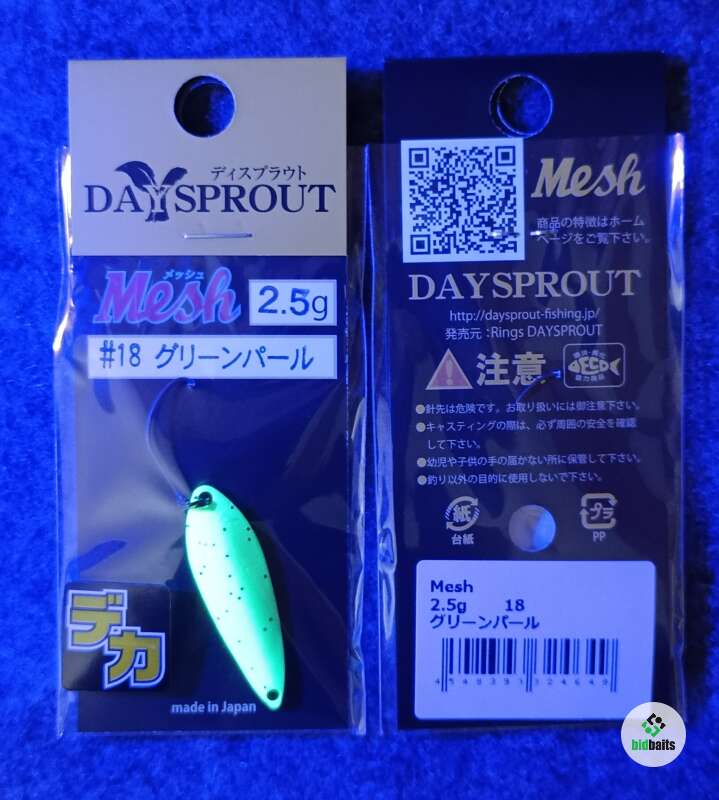 ディスプラウト
DAYSPROUT
メッシュ
Mesh
2.5g
#18 グリーンパール
デカ
made in Japan
Mesh
商品の特徴はホーム
ページをご覧下さい。
DAYSPROUT
http://daysprout-fishing.jp/
発売元:Rings DAYSPROUT
注意
●針先は危険です。お取り扱いには御注意下さい。
●キャスティングの際は、必ず周囲の安全を確認
して下さい。
●幼児や子供の手の届かない所に保管して下さい。
●釣り以外の目的に使用しないで下さい。
紙
台紙
プラ
PP
Mesh
2.5g 18
グリーンパール
bidbaits